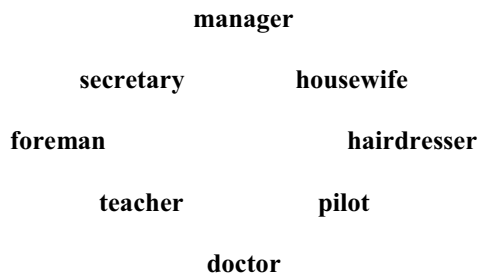 manager
secretary housewife
foreman hairdresser
teacher pilot
doctor